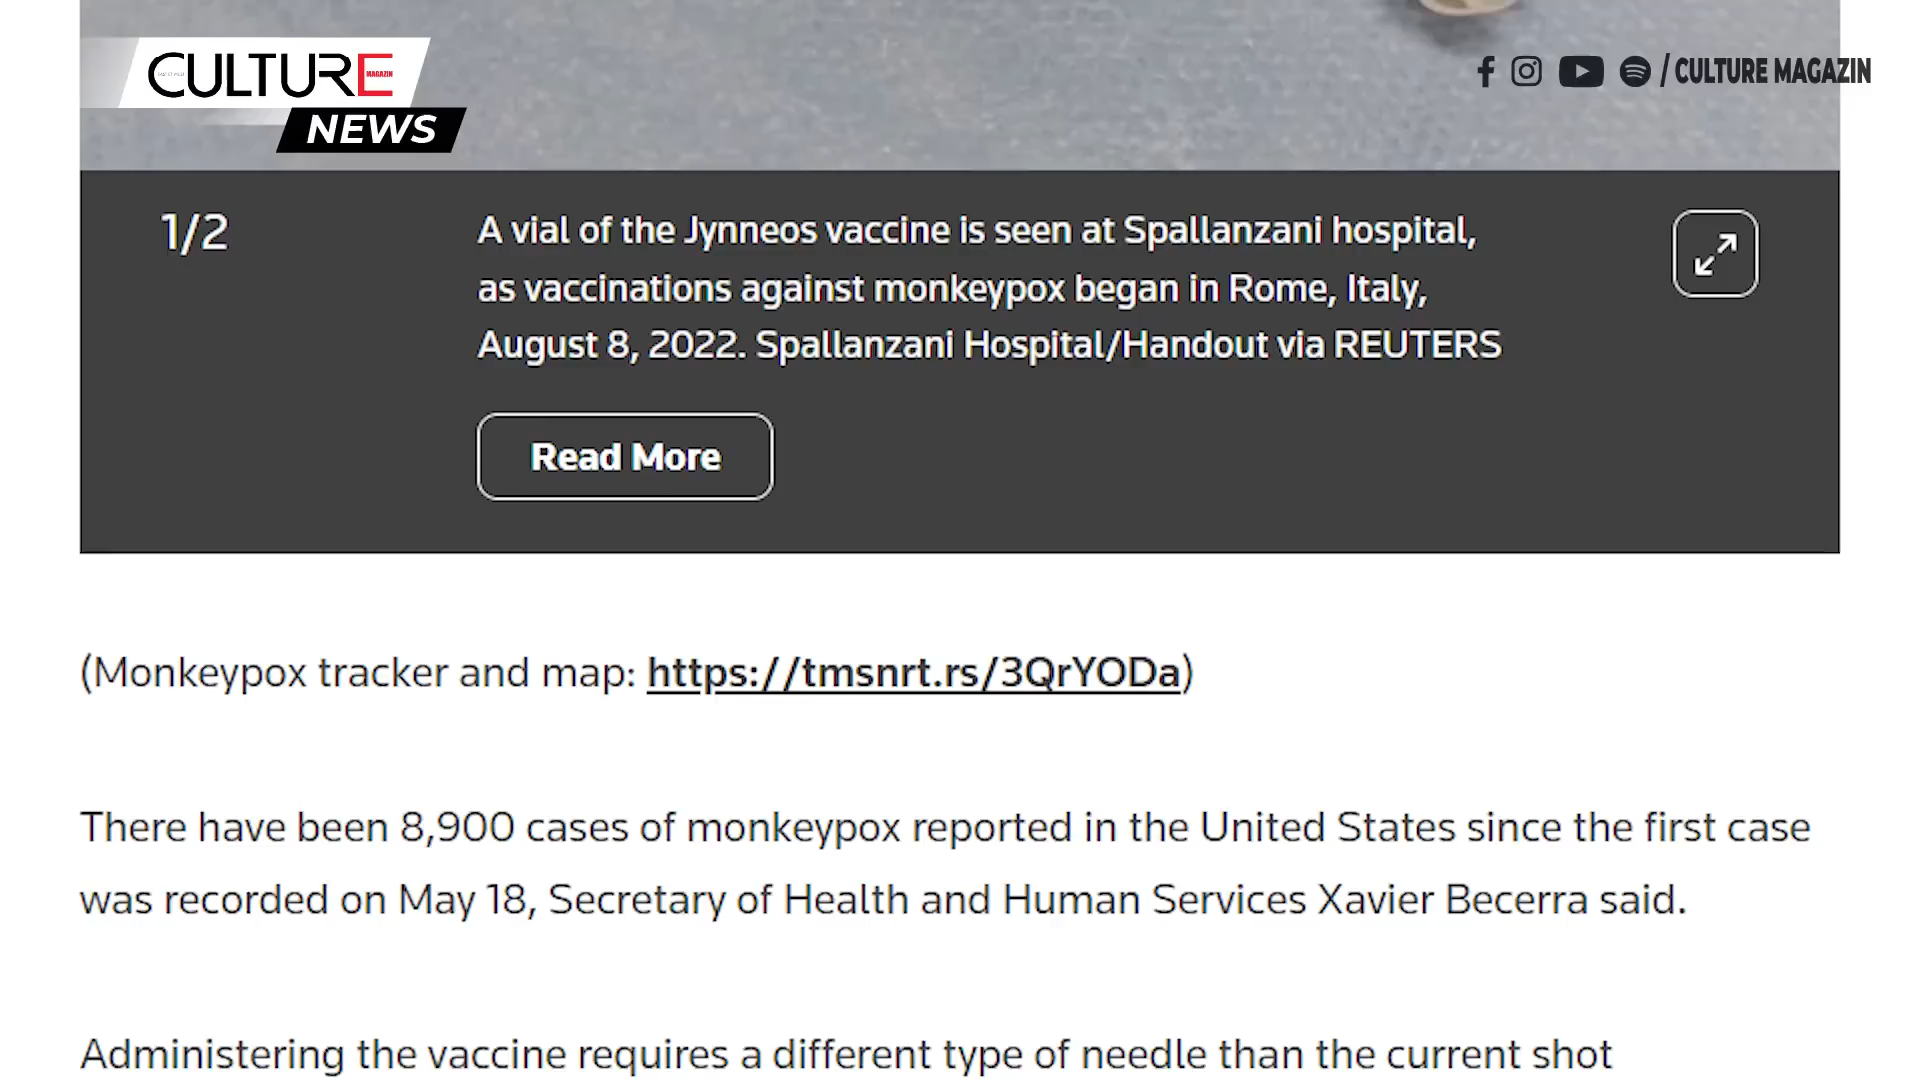 CULTURE
MAGAZIN
NEWS
/ CULTURE MAGAZIN
1/2
A vial of the Jynneos vaccine is seen at Spallanzani hospital,
as vaccinations against monkeypox began in Rome, Italy,
August 8, 2022. Spallanzani Hospital/Handout via REUTERS
Read More
(Monkeypox tracker and map: https://tmsnrt.rs/3QrYODa)
There have been 8,900 cases of monkeypox reported in the United States since the first case
was recorded on May 18, Secretary of Health and Human Services Xavier Becerra said.
Administering the vaccine requires a different type of needle than the current shot